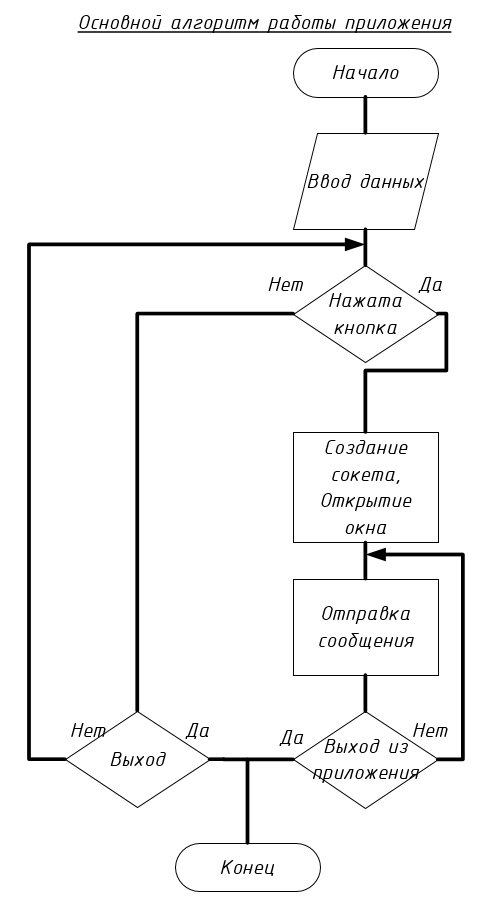 Основной алгоритм работы приложения
Начало
Ввод данных
Нет
Да
Нажата
кнопка
Создание
сокета,
Открытие
окна
Отправка
сообщения
Нет
Да
Выход
Да
Нет
Выход из
приложения
Конец